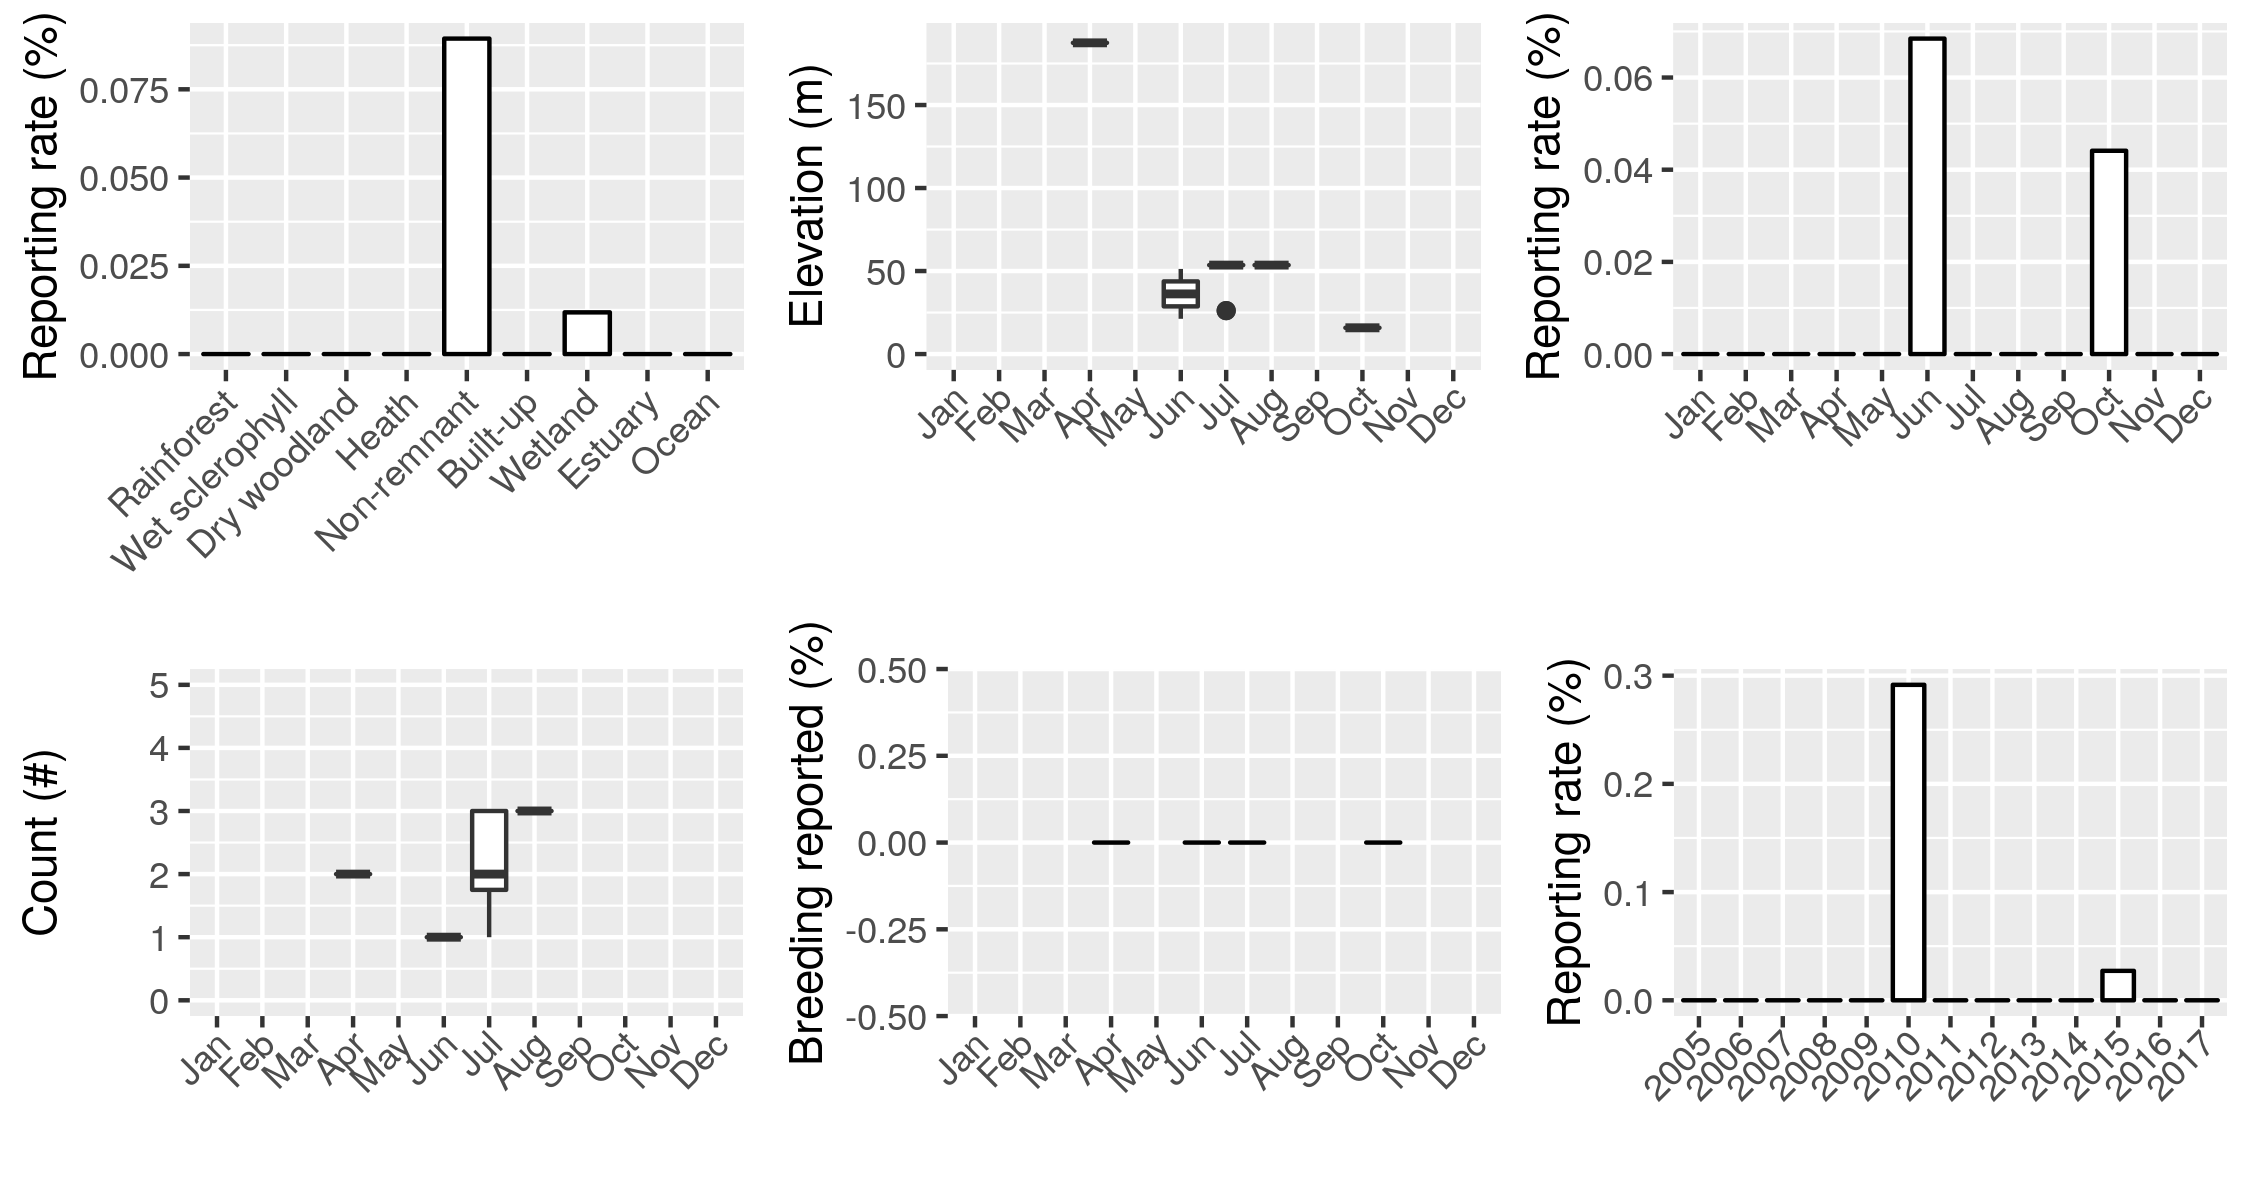 Reporting rate (%)
0.075
0.050
0.025
0.000
Rainforest
Wet sclerophyll
Dry woodland
Heath
Non-remnant
Built-up
Wetland
Estuary
Ocean
Elevation (m)
150
100
50
0
Jan
Feb
Mar
Apr
May
Jun
Jul
Aug
Sep
Oct
Nov
Dec
Reporting rate (%)
0.06
0.04
0.02
0.00
Jan
Feb
Mar
Apr
May
Jun
Jul
Aug
Sep
Oct
Nov
Dec
Count (#)
5
4
3
2
1
0
Jan
Feb
Mar
Apr
May
Jun
Jul
Aug
Sep
Oct
Nov
Dec
Breeding reported (%)
0.50
0.25
0.00
-0.25
-0.50
Jan
Feb
Mar
Apr
May
Jun
Jul
Aug
Sep
Oct
Nov
Dec
Reporting rate (%)
0.3
0.2
0.1
0.0
2005
2006
2007
2008
2009
2010
2011
2012
2013
2014
2015
2016
2017